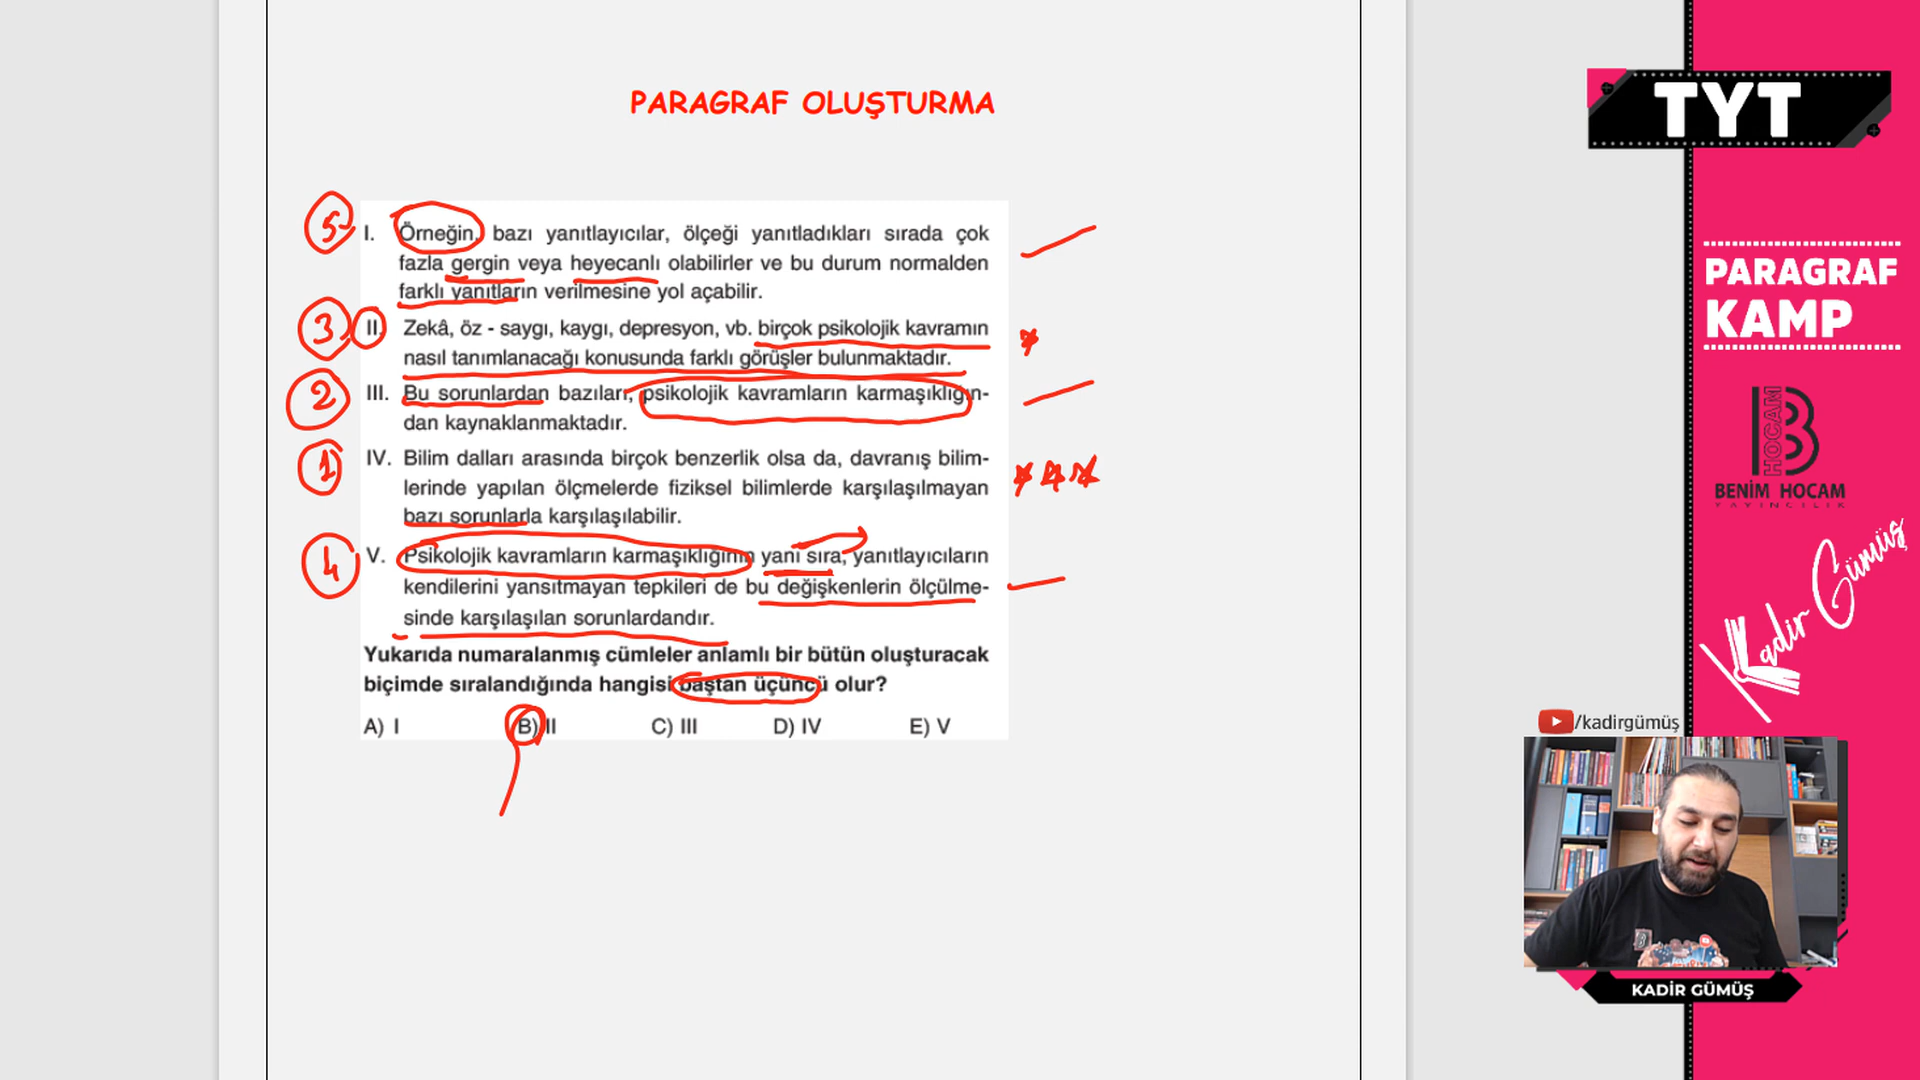 PARAGRAF OLUŞTURMA
5 I. Örneğin, bazı yanıtlayıcılar, ölçeği yanıtladıkları sırada çok
fazla gergin veya heyecanlı olabilirler ve bu durum normalden
farklı yanıtların verilmesine yol açabilir.
3 II. Zekâ, öz - saygı, kaygı, depresyon, vb. birçok psikolojik kavramın
nasıl tanımlanacağı konusunda farklı görüşler bulunmaktadır.
2 III. Bu sorunlardan bazıları, psikolojik kavramların karmaşıklığın-
dan kaynaklanmaktadır.
1 IV. Bilim dalları arasında birçok benzerlik olsa da, davranış bilim-
lerinde yapılan ölçmelerde fiziksel bilimlerde karşılaşılmayan
bazı sorunlarla karşılaşılabilir.
4 V. Psikolojik kavramların karmaşıklığının yanı sıra, yanıtlayıcıların
kendilerini yansıtmayan tepkileri de bu değişkenlerin ölçülme-
sinde karşılaşılan sorunlardandır.
Yukarıda numaralanmış cümleler anlamlı bir bütün oluşturacak
biçimde sıralandığında hangisi baştan üçüncü olur?
A) I B) II C) III D) IV E) V
TYT
PARAGRAF
KAMP
B
HOCAM
BENİM HOCAM
YAYINCILIK
Kadir Gümüş
/kadirgümüş
KADİR GÜMÜŞ